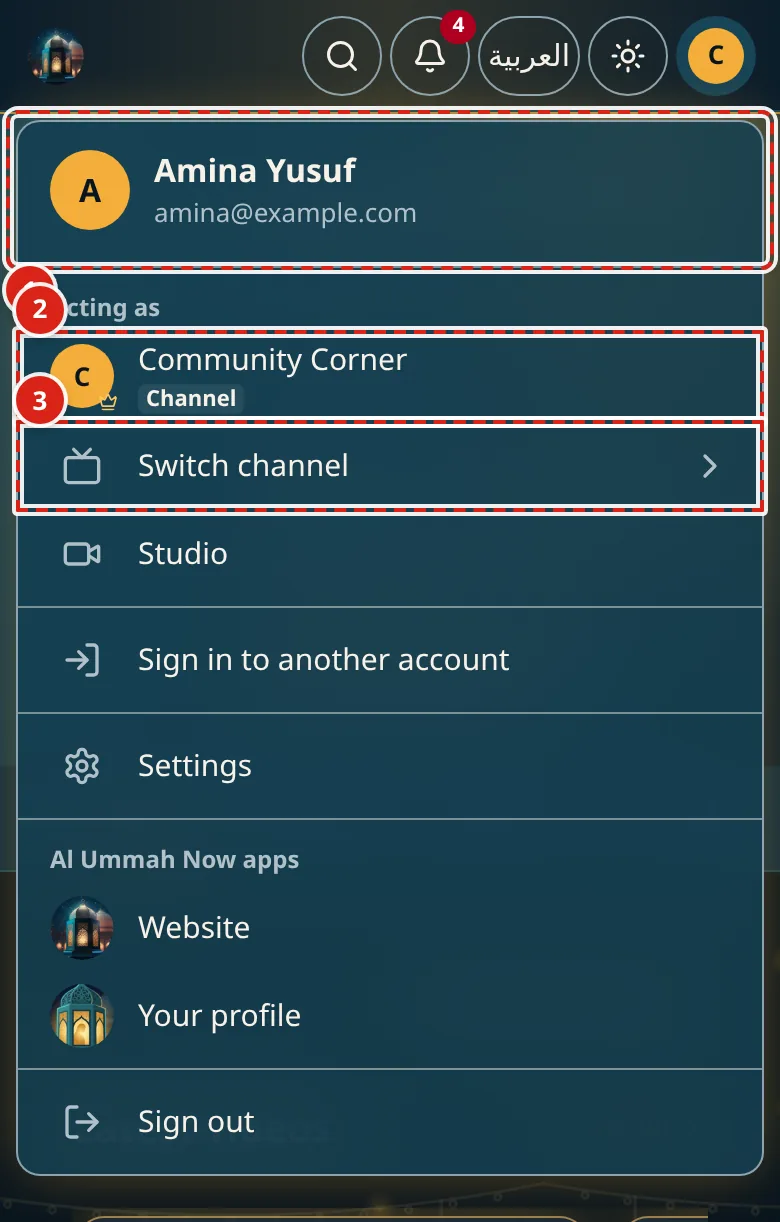 4
العربية
C
A
Amina Yusuf
amina@example.com
2
cting as
C
Community Corner
3
Channel
Switch channel
Studio
Sign in to another account
Settings
Al Ummah Now apps
Website
Your profile
Sign out